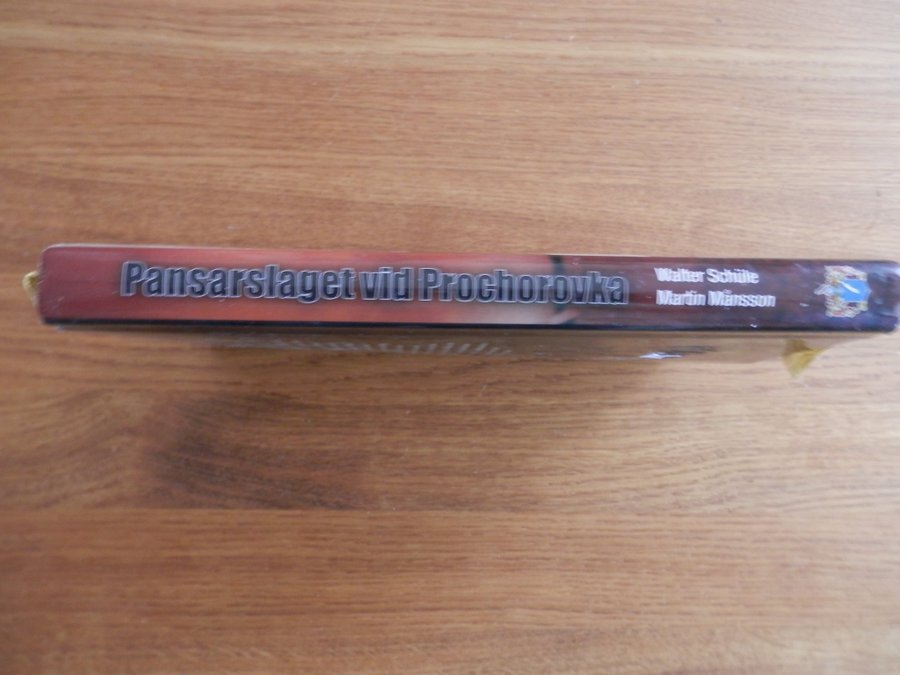 Pansarslaget vid Prochorovka
Walter Schüle
Martin Månsson